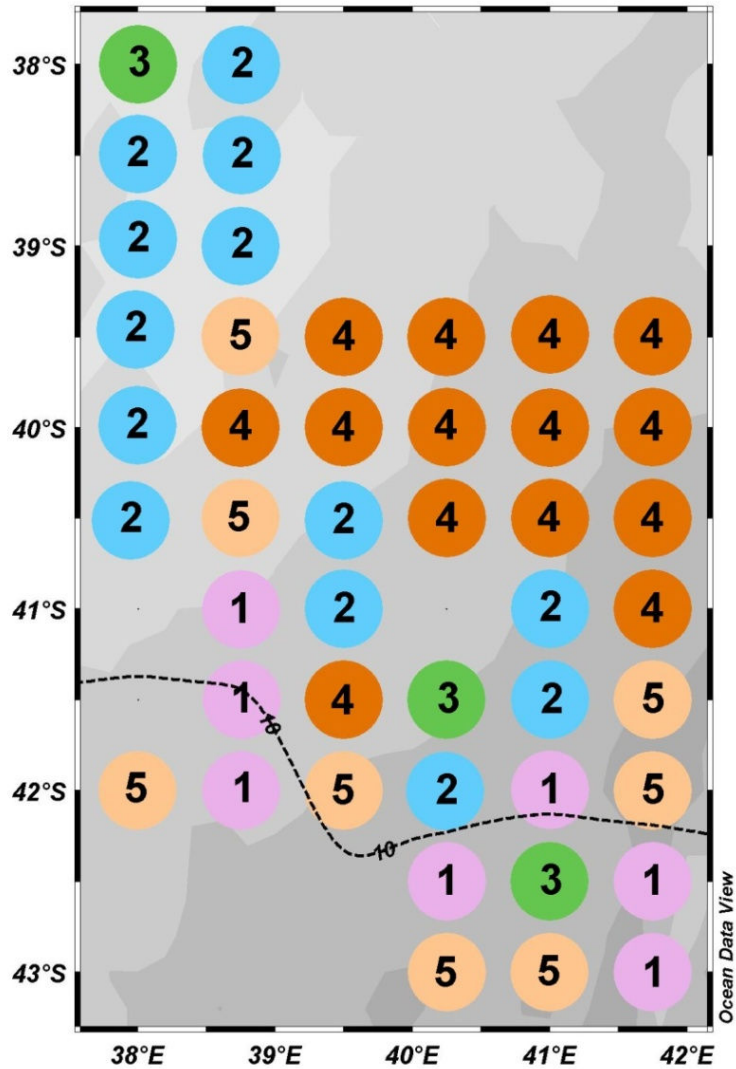 38°S 3 2
2 2
39°S 2 2
2 5 4 4 4 4
40°S 2 4 4 4 4 4
2 5 2 4 4 4
41°S 1 2 2 4
1 4 3 2 5
10
42°S 5 1 5 2 1 5
10
1 3 1
43°S 5 5 1
38°E 39°E 40°E 41°E 42°E
Ocean Data View